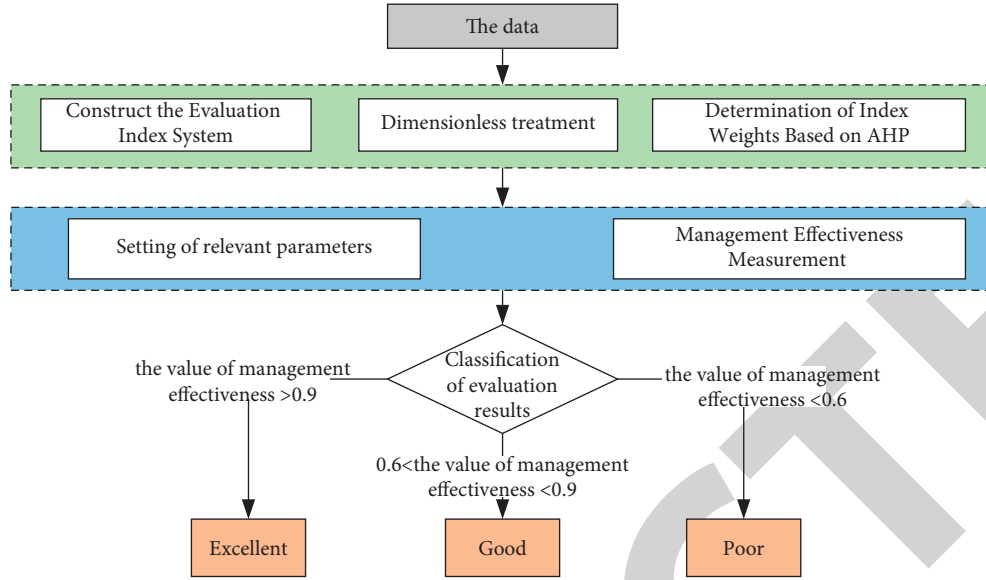 The data
Construct the Evaluation
Index System
Dimensionless treatment
Determination of Index
Weights Based on AHP
Setting of relevant parameters
Management Effectiveness
Measurement
Classification
of evaluation
results
the value of management
effectiveness >0.9
the value of management
effectiveness <0.6
0.6<the value of management
effectiveness <0.9
Excellent
Good
Poor